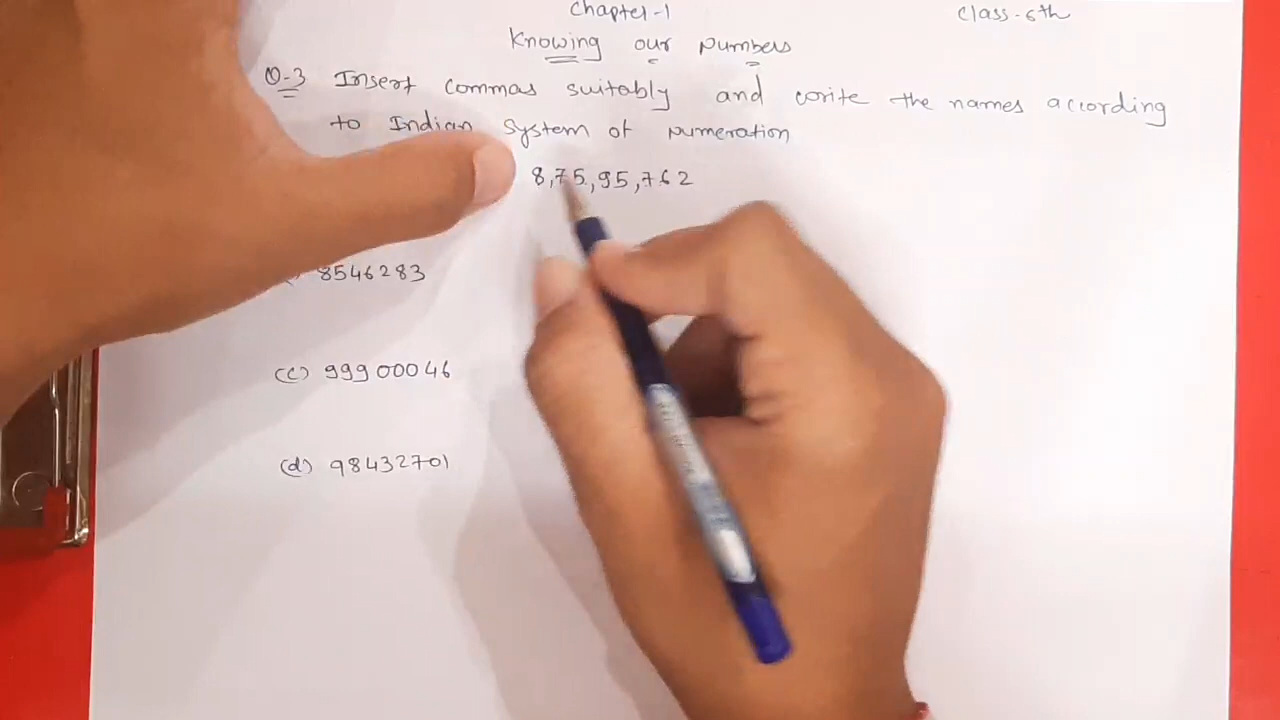 Chapter-1 Class-6th
Knowing our numbers
Q-3 Insert commas suitably and write the names according
to Indian system of numeration
8,75,95,762
8546283
(c) 99900046
(d) 98432701